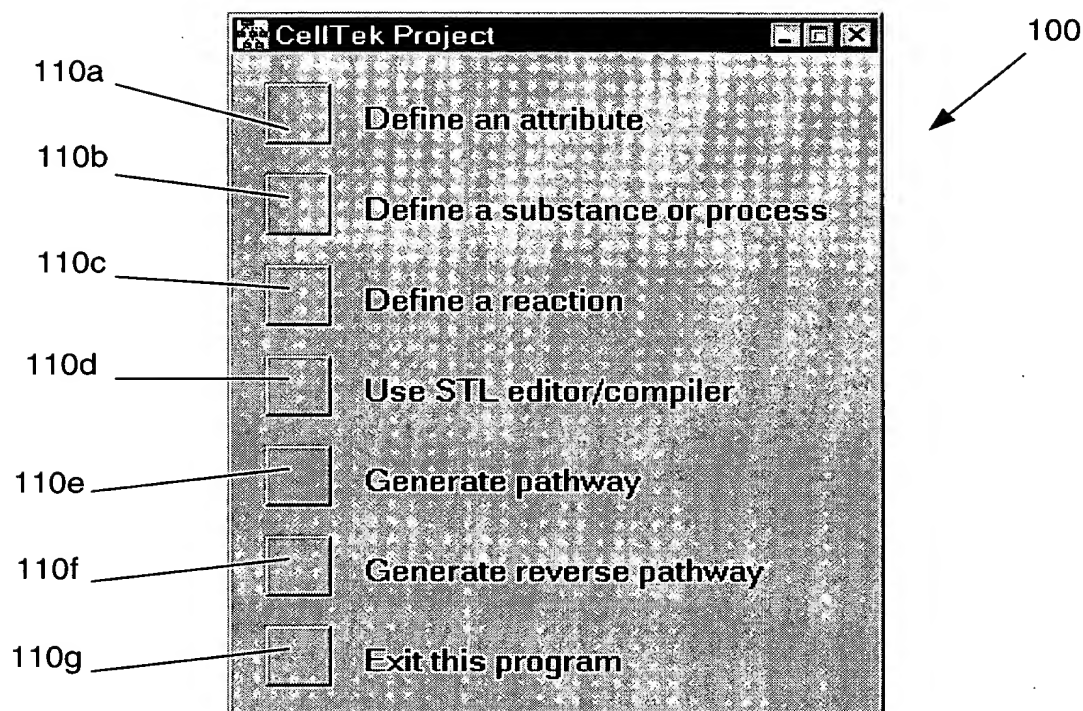 CellTek Project
100
110a
Define an attribute
110b
Define a substance or process
110c
Define a reaction
110d
Use STL editor/compiler
110e
Generate pathway
110f
Generate reverse pathway
110g
Exit this program